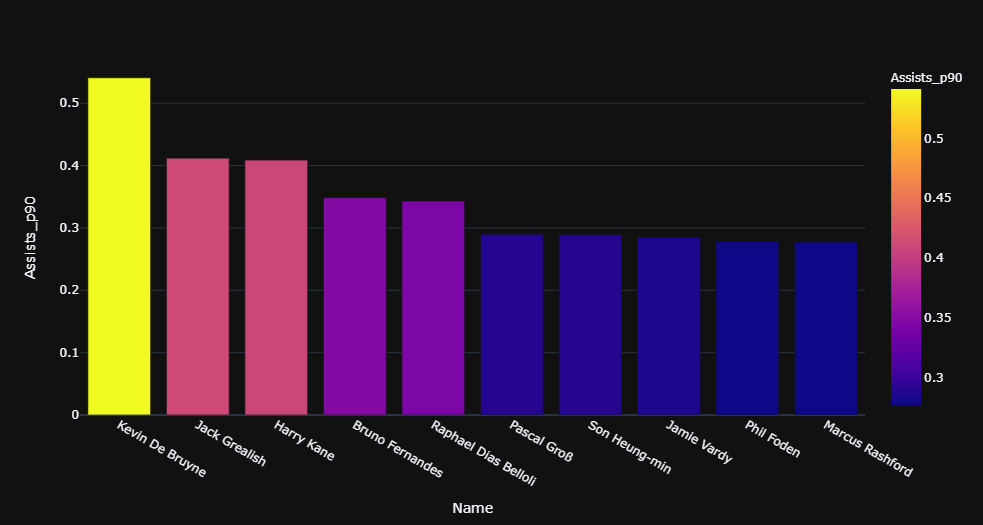 Assists_p90
0.5
0.4
0.3
0.2
0.1
0
Assists_p90
0.5
0.45
0.4
0.35
0.3
Kevin De Bruyne
Jack Grealish
Harry Kane
Bruno Fernandes
Raphael Dias Belloli
Pascal Groß
Son Heung-min
Jamie Vardy
Phil Foden
Marcus Rashford
Name